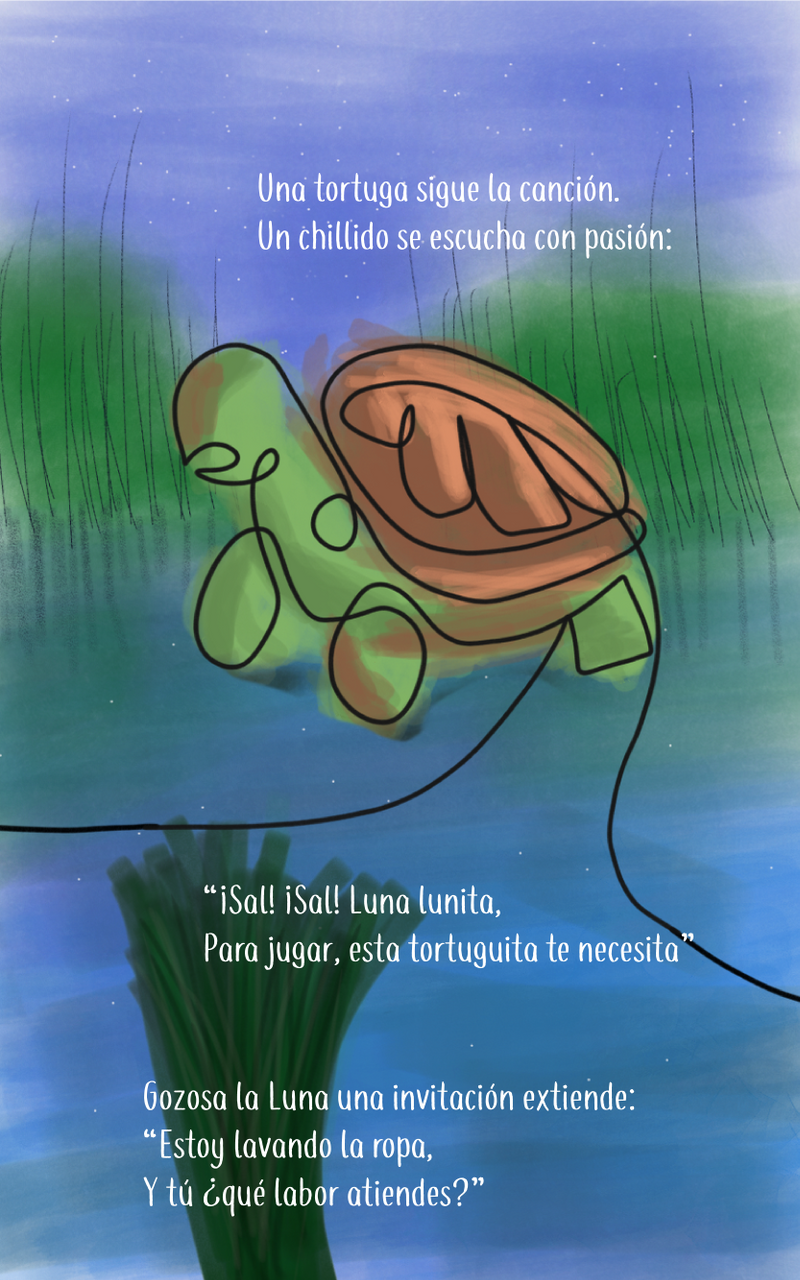 Una tortuga sigue la canción.
Un chillido se escucha con pasión:
“¡Sal! ¡Sal! Luna lunita,
Para jugar, esta tortuguita te necesita”
Gozosa la Luna una invitación extiende:
“Estoy lavando la ropa,
Y tú ¿qué labor atiendes?”